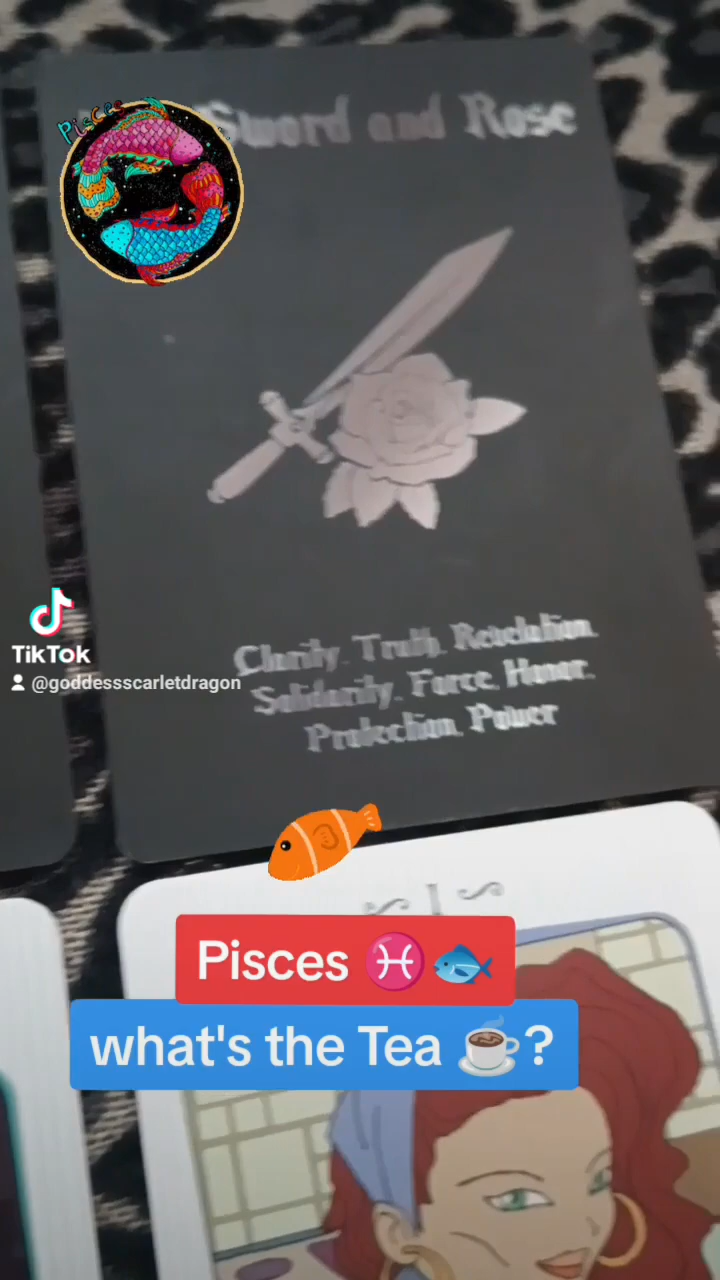 Pisces
Sword and Rose
TikTok
@goddessscarletdragon
Clarity, Truth, Revelation,
Solidarity, Force, Honor,
Protection, Power
I
Pisces ♓🐟
what's the Tea ☕?